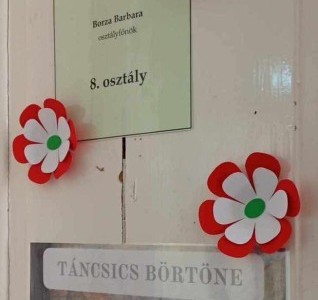 Borza Barbara
osztályfőnök
8. osztály
TÁNCSICS BÖRTÖNE